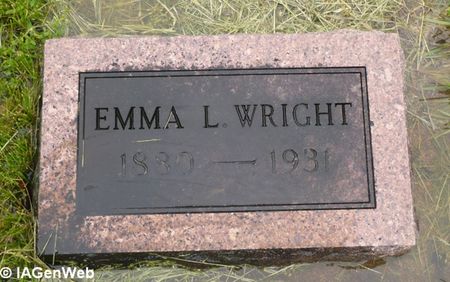 EMMA L. WRIGHT
1880 — 1931
© IAGenWeb